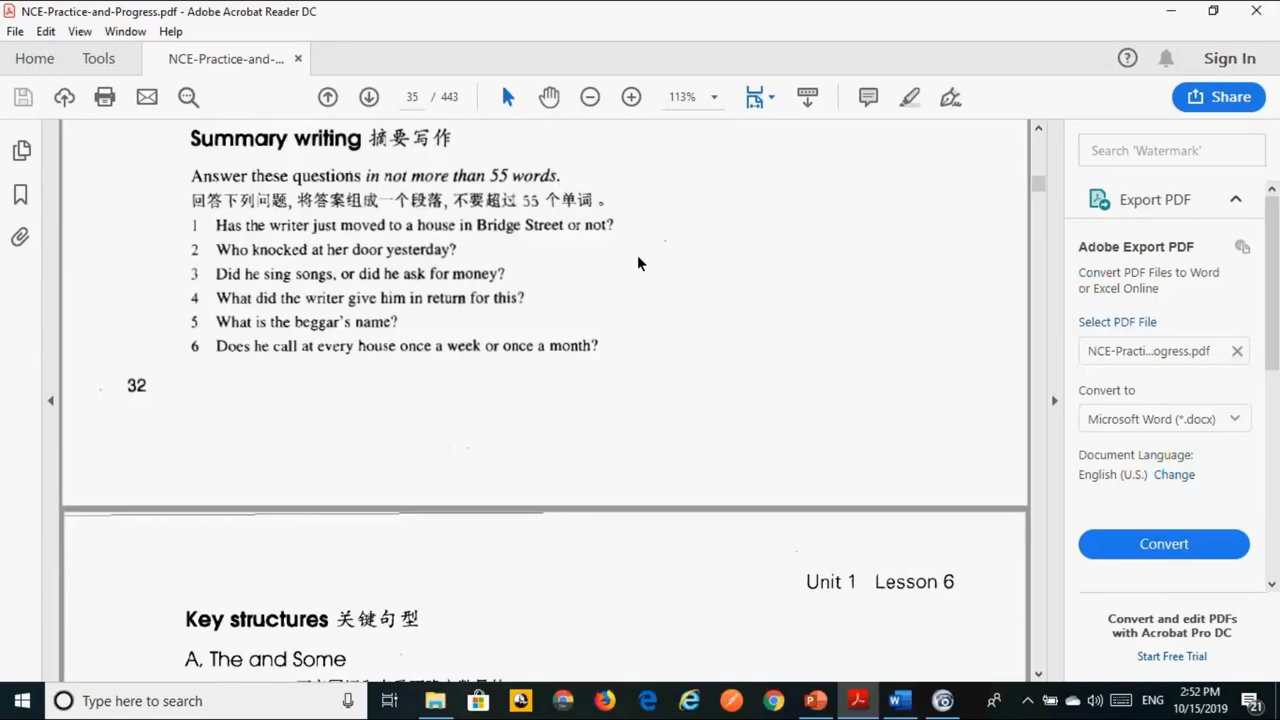 NCE-Practice-and-Progress.pdf - Adobe Acrobat Reader DC
File Edit View Window Help
Home Tools NCE-Practice-and-... Sign In
35 / 443 113% Share
Summary writing 摘要写作
Answer these questions in not more than 55 words.
回答下列问题, 将答案组成一个段落, 不要超过 55 个单词。
1 Has the writer just moved to a house in Bridge Street or not?
2 Who knocked at her door yesterday?
3 Did he sing songs, or did he ask for money?
4 What did the writer give him in return for this?
5 What is the beggar's name?
6 Does he call at every house once a week or once a month?
32
Unit 1 Lesson 6
Key structures 关键句型
A, The and Some
Search 'Watermark'
Export PDF
Adobe Export PDF
Convert PDF Files to Word
or Excel Online
Select PDF File
NCE-Practi...ogress.pdf
Convert to
Microsoft Word (*.docx)
Document Language:
English (U.S.) Change
Convert
Convert and edit PDFs
with Acrobat Pro DC
Start Free Trial
Type here to search
ENG
2:52 PM
10/15/2019
21